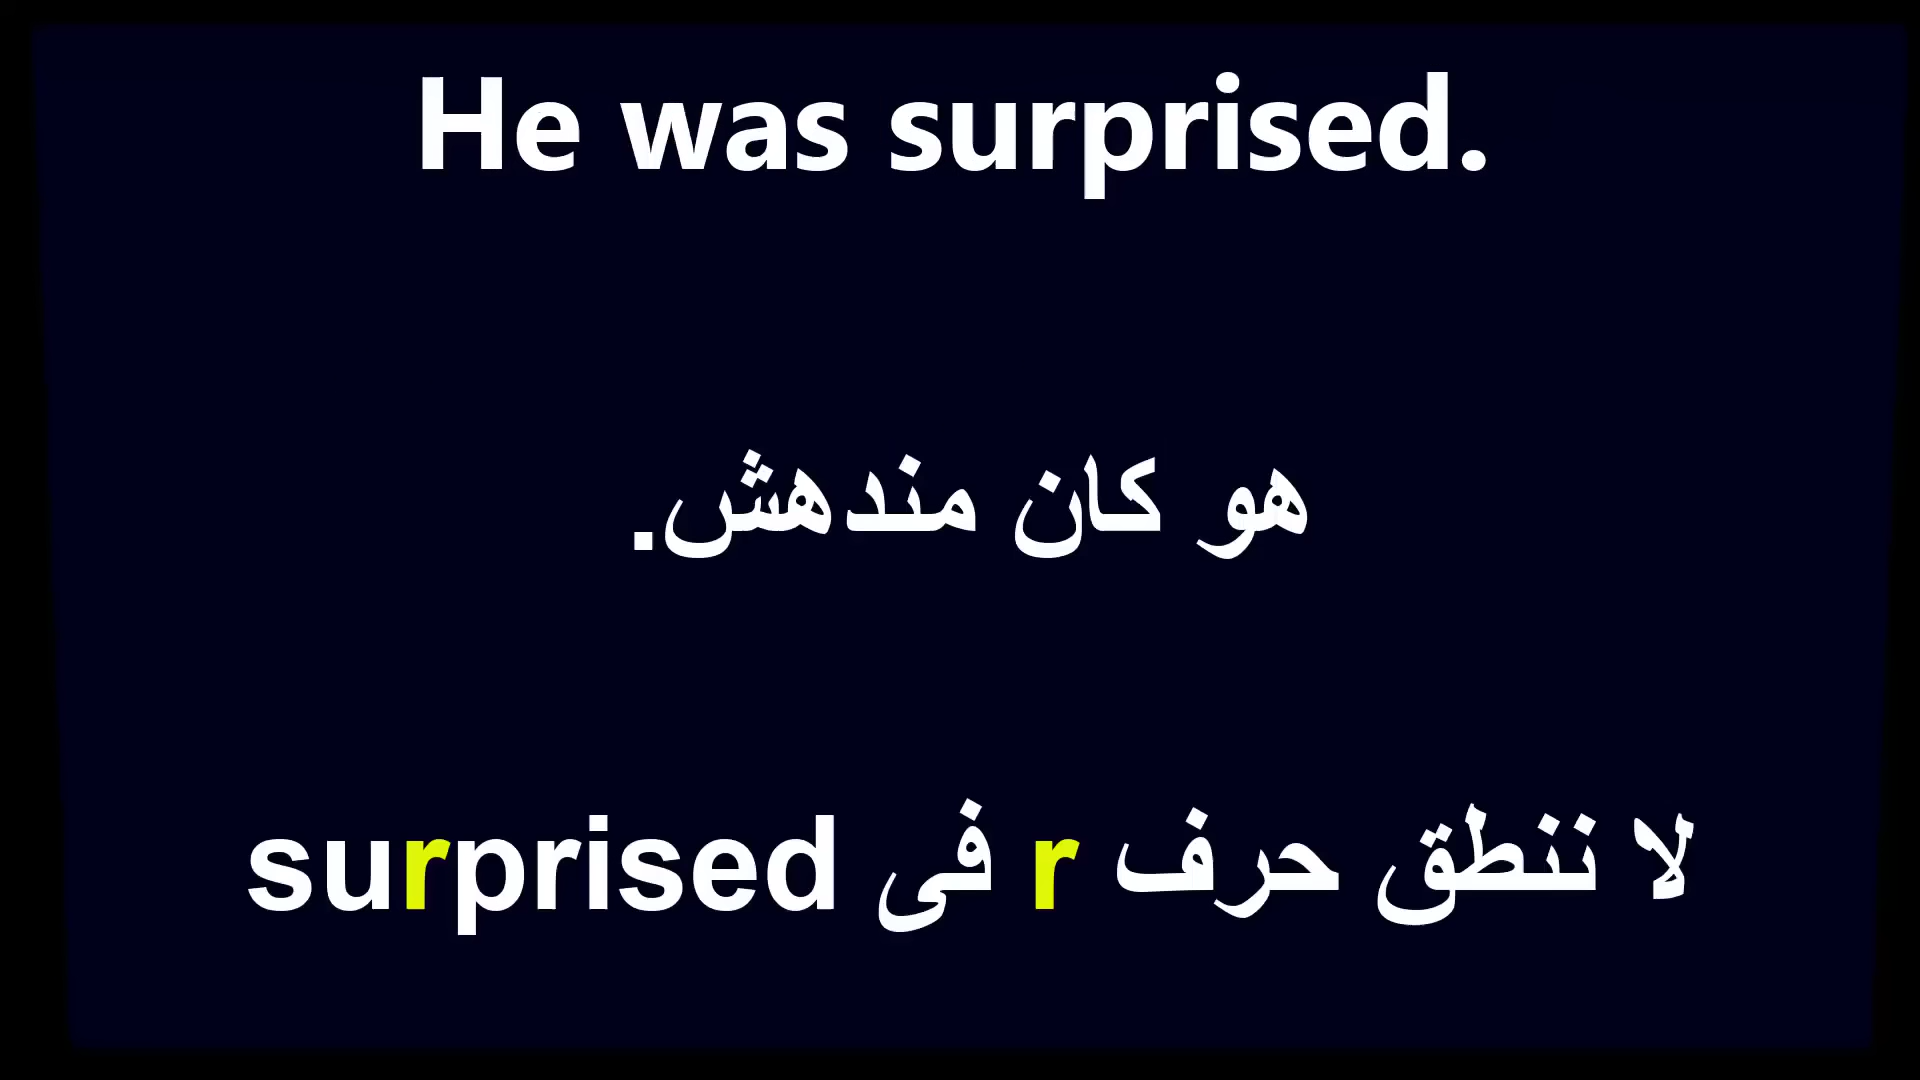 He was surprised.
هو كان مندهش.
لا ننطق حرف r فى surprised